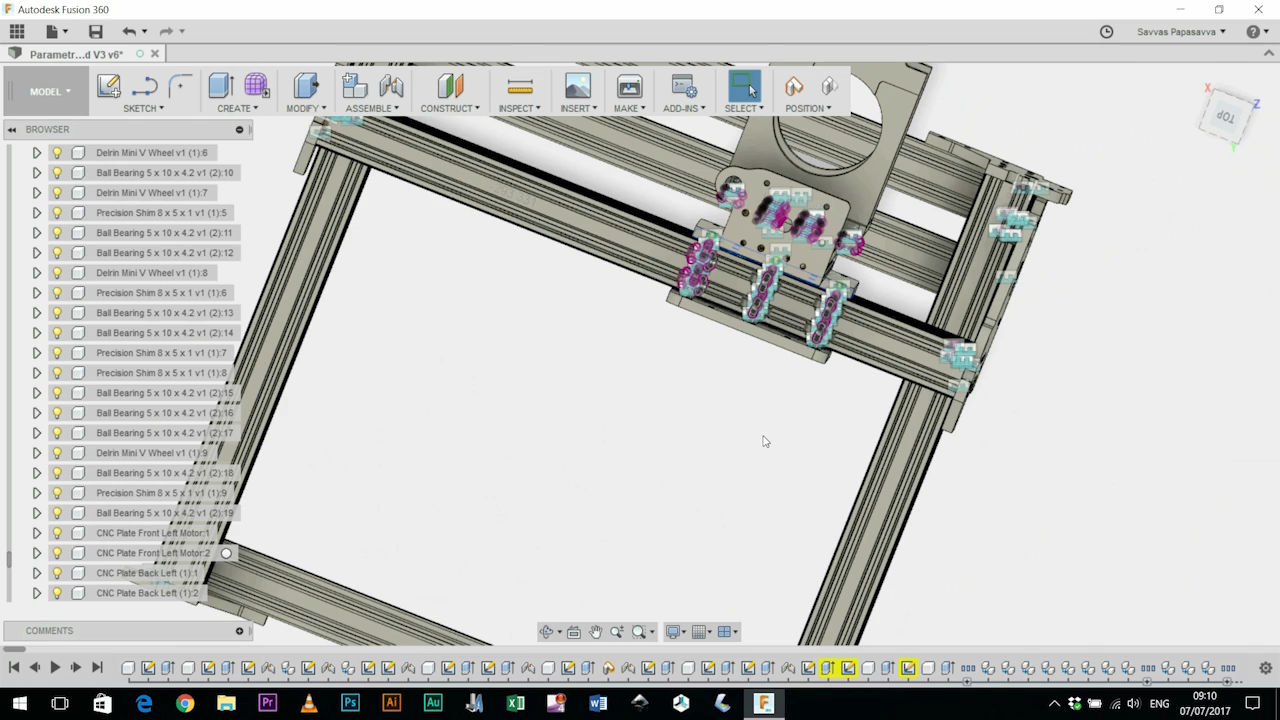 Autodesk Fusion 360
Savvas Papasavva
Parametr...d V3 v6*
MODEL
SKETCH
CREATE
MODIFY
ASSEMBLE
CONSTRUCT
INSPECT
INSERT
MAKE
ADD-INS
SELECT
POSITION
TOP
X
Z
Y
BROWSER
Delrin Mini V Wheel v1 (1):6
Ball Bearing 5 x 10 x 4.2 v1 (2):10
Delrin Mini V Wheel v1 (1):7
Precision Shim 8 x 5 x 1 v1 (1):5
Ball Bearing 5 x 10 x 4.2 v1 (2):11
Ball Bearing 5 x 10 x 4.2 v1 (2):12
Delrin Mini V Wheel v1 (1):8
Precision Shim 8 x 5 x 1 v1 (1):6
Ball Bearing 5 x 10 x 4.2 v1 (2):13
Ball Bearing 5 x 10 x 4.2 v1 (2):14
Precision Shim 8 x 5 x 1 v1 (1):7
Precision Shim 8 x 5 x 1 v1 (1):8
Ball Bearing 5 x 10 x 4.2 v1 (2):15
Ball Bearing 5 x 10 x 4.2 v1 (2):16
Ball Bearing 5 x 10 x 4.2 v1 (2):17
Delrin Mini V Wheel v1 (1):9
Ball Bearing 5 x 10 x 4.2 v1 (2):18
Precision Shim 8 x 5 x 1 v1 (1):9
Ball Bearing 5 x 10 x 4.2 v1 (2):19
CNC Plate Front Left Motor:1
CNC Plate Front Left Motor:2
CNC Plate Back Left (1):1
CNC Plate Back Left (1):2
COMMENTS
Pr
Ps
Ai
Au
ENG
09:10
07/07/2017